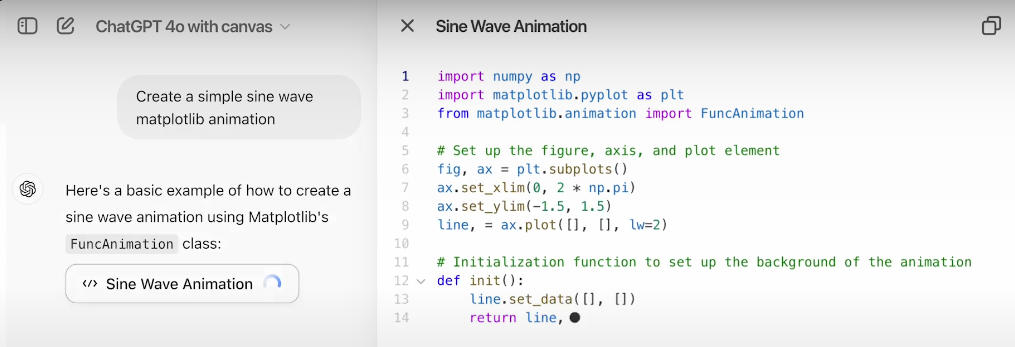 ChatGPT 4o with canvas
Create a simple sine wave
matplotlib animation
Here's a basic example of how to create a
sine wave animation using Matplotlib's
FuncAnimation class:
</> Sine Wave Animation
Sine Wave Animation
1 import numpy as np
2 import matplotlib.pyplot as plt
3 from matplotlib.animation import FuncAnimation
4
5 # Set up the figure, axis, and plot element
6 fig, ax = plt.subplots()
7 ax.set_xlim(0, 2 * np.pi)
8 ax.set_ylim(-1.5, 1.5)
9 line, = ax.plot([], [], lw=2)
10
11 # Initialization function to set up the background of the animation
12 def init():
13     line.set_data([], [])
14     return line,